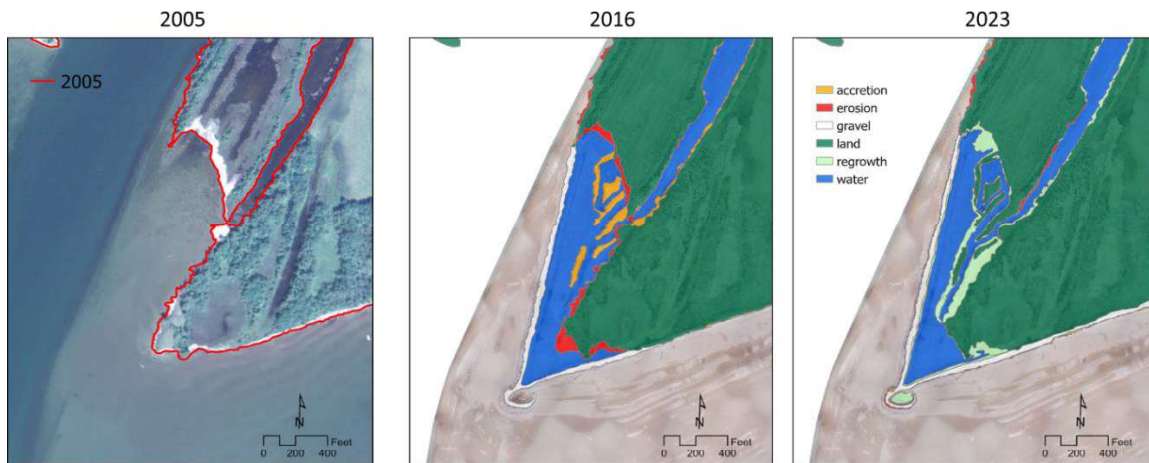 2005
2016
2023
2005
accretion
erosion
gravel
land
regrowth
water
N
0 200 400
Feet
N
0 200 400
Feet
N
0 200 400
Feet